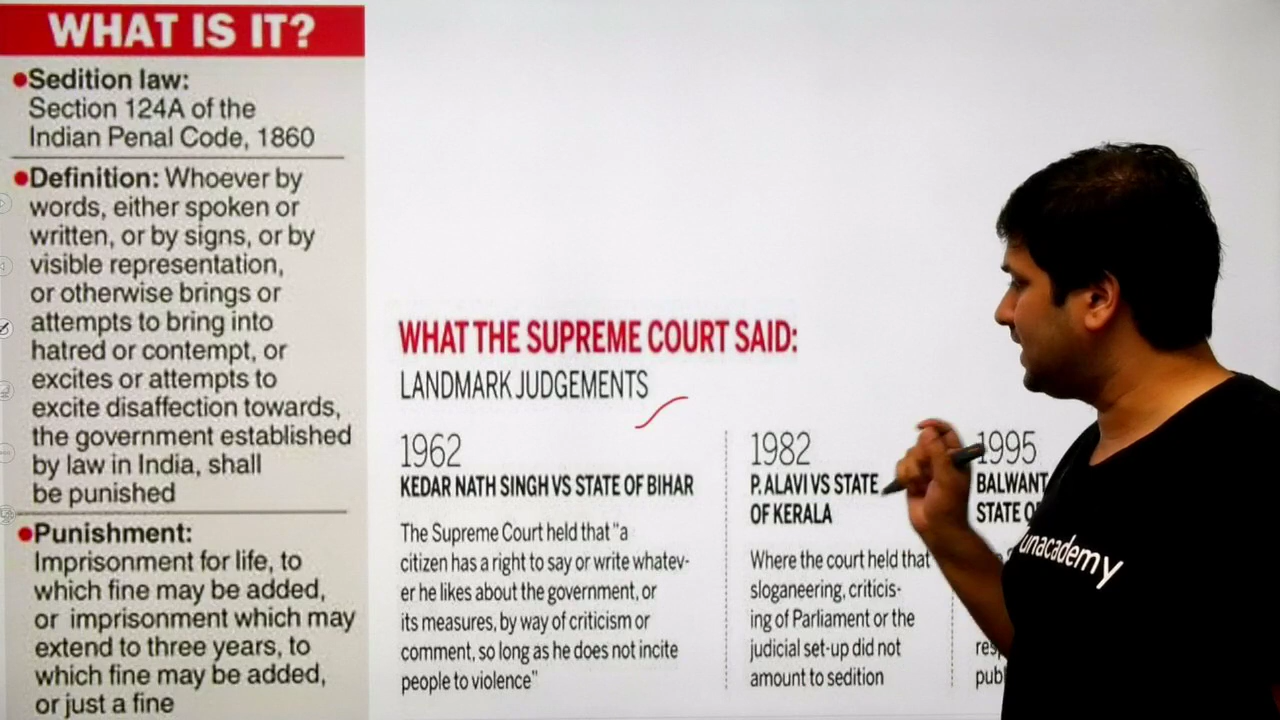 WHAT IS IT?
Sedition law:
Section 124A of the
Indian Penal Code, 1860
Definition: Whoever by
words, either spoken or
written, or by signs, or by
visible representation,
or otherwise brings or
attempts to bring into
hatred or contempt, or
excites or attempts to
excite disaffection towards,
the government established
by law in India, shall
be punished
Punishment:
Imprisonment for life, to
which fine may be added,
or imprisonment which may
extend to three years, to
which fine may be added,
or just a fine
WHAT THE SUPREME COURT SAID:
LANDMARK JUDGEMENTS
1962
KEDAR NATH SINGH VS STATE OF BIHAR
The Supreme Court held that "a
citizen has a right to say or write whatev-
er he likes about the government, or
its measures, by way of criticism or
comment, so long as he does not incite
people to violence"
1982
P. ALAVI VS STATE
OF KERALA
Where the court held that
sloganeering, criticis-
ing of Parliament or the
judicial set-up did not
amount to sedition
1995
BALWANT
STATE
unacademy